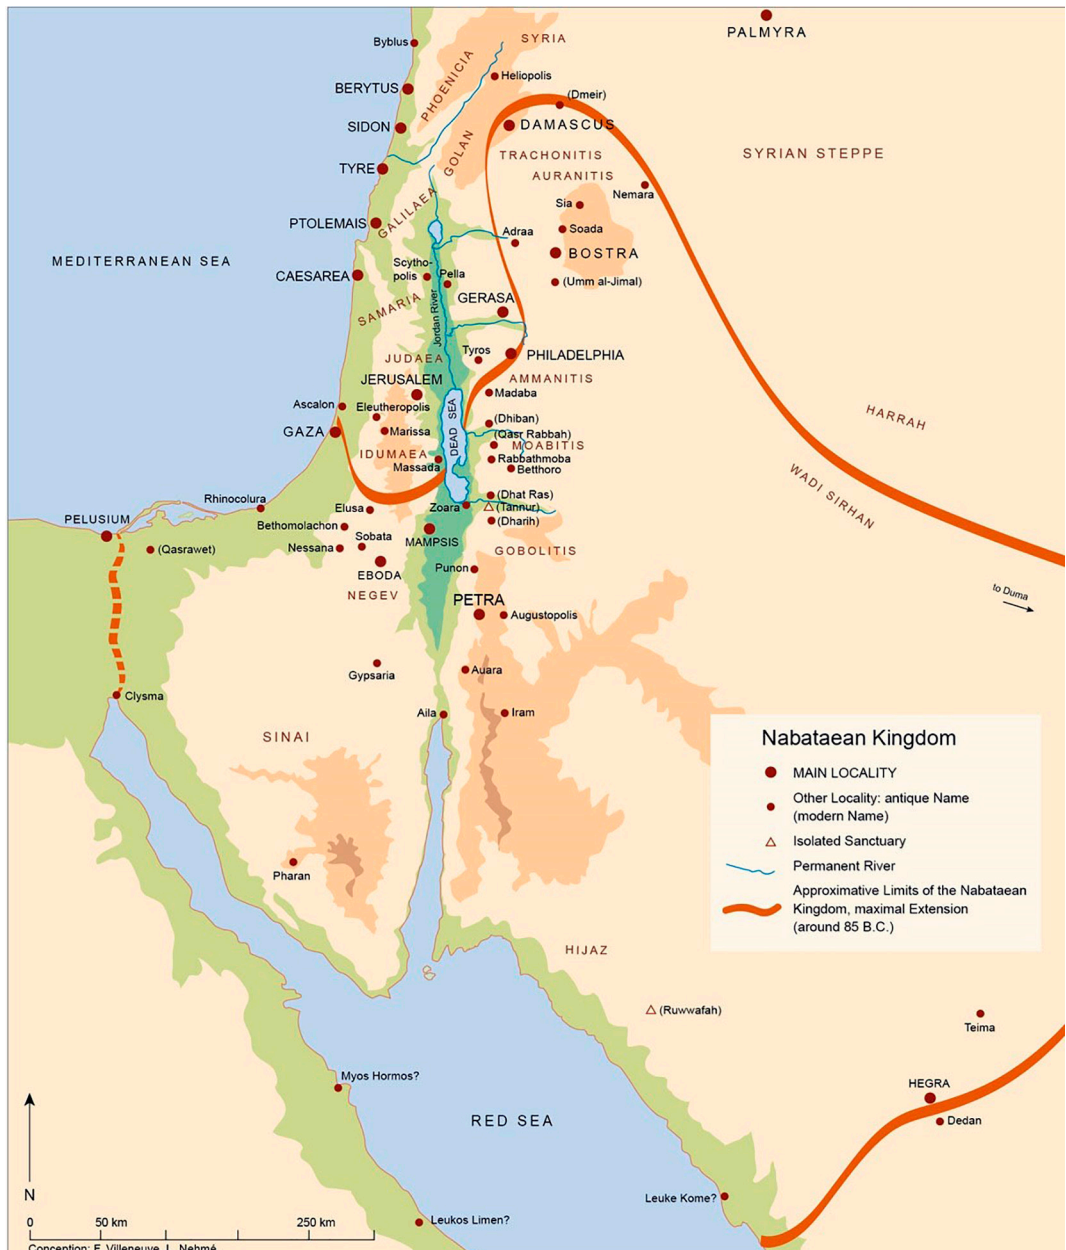 PALMYRA
SYRIA
Byblus
PHOENICIA
Heliopolis
BERYTUS
(Dmeir)
SIDON
DAMASCUS
GOLAN
TRACHONITIS
SYRIAN STEPPE
TYRE
AURANITIS
Nemara
GALILAEA
Sia
PTOLEMAIS
Soada
Adraa
BOSTRA
MEDITERRANEAN SEA
Scytho-
polis
Pella
CAESAREA
(Umm al-Jimal)
GERASA
SAMARIA
Jordan River
Tyros
PHILADELPHIA
JUDAEA
JERUSALEM
AMMANITIS
Madaba
Ascalon
Eleutheropolis
DEAD SEA
HARRAH
(Dhiban)
GAZA
Marissa
(Qasr Rabbah)
MOABITIS
IDUMAEA
Rabbathmoba
Massada
Betthoro
WADI SIRHAN
Rhinocolura
(Dhat Ras)
Elusa
Zoara
(Tannur)
PELUSIUM
Bethomolachon
(Dharih)
Sobata
MAMPSIS
(Qasrawet)
Nessana
GOBOLITIS
EBODA
Punon
NEGEV
to Duma
PETRA
Augustopolis
Gypsaria
Auara
Clysma
Aila
Iram
SINAI
Nabataean Kingdom
MAIN LOCALITY
Other Locality: antique Name
(modern Name)
Isolated Sanctuary
Permanent River
Approximative Limits of the Nabataean
Kingdom, maximal Extension
(around 85 B.C.)
Pharan
HIJAZ
(Ruwwafah)
Teima
Myos Hormos?
HEGRA
RED SEA
Dedan
N
Leuke Kome?
0 50 km 250 km
Leukos Limen?
Conception: F. Villeneuve, L. Nehmé